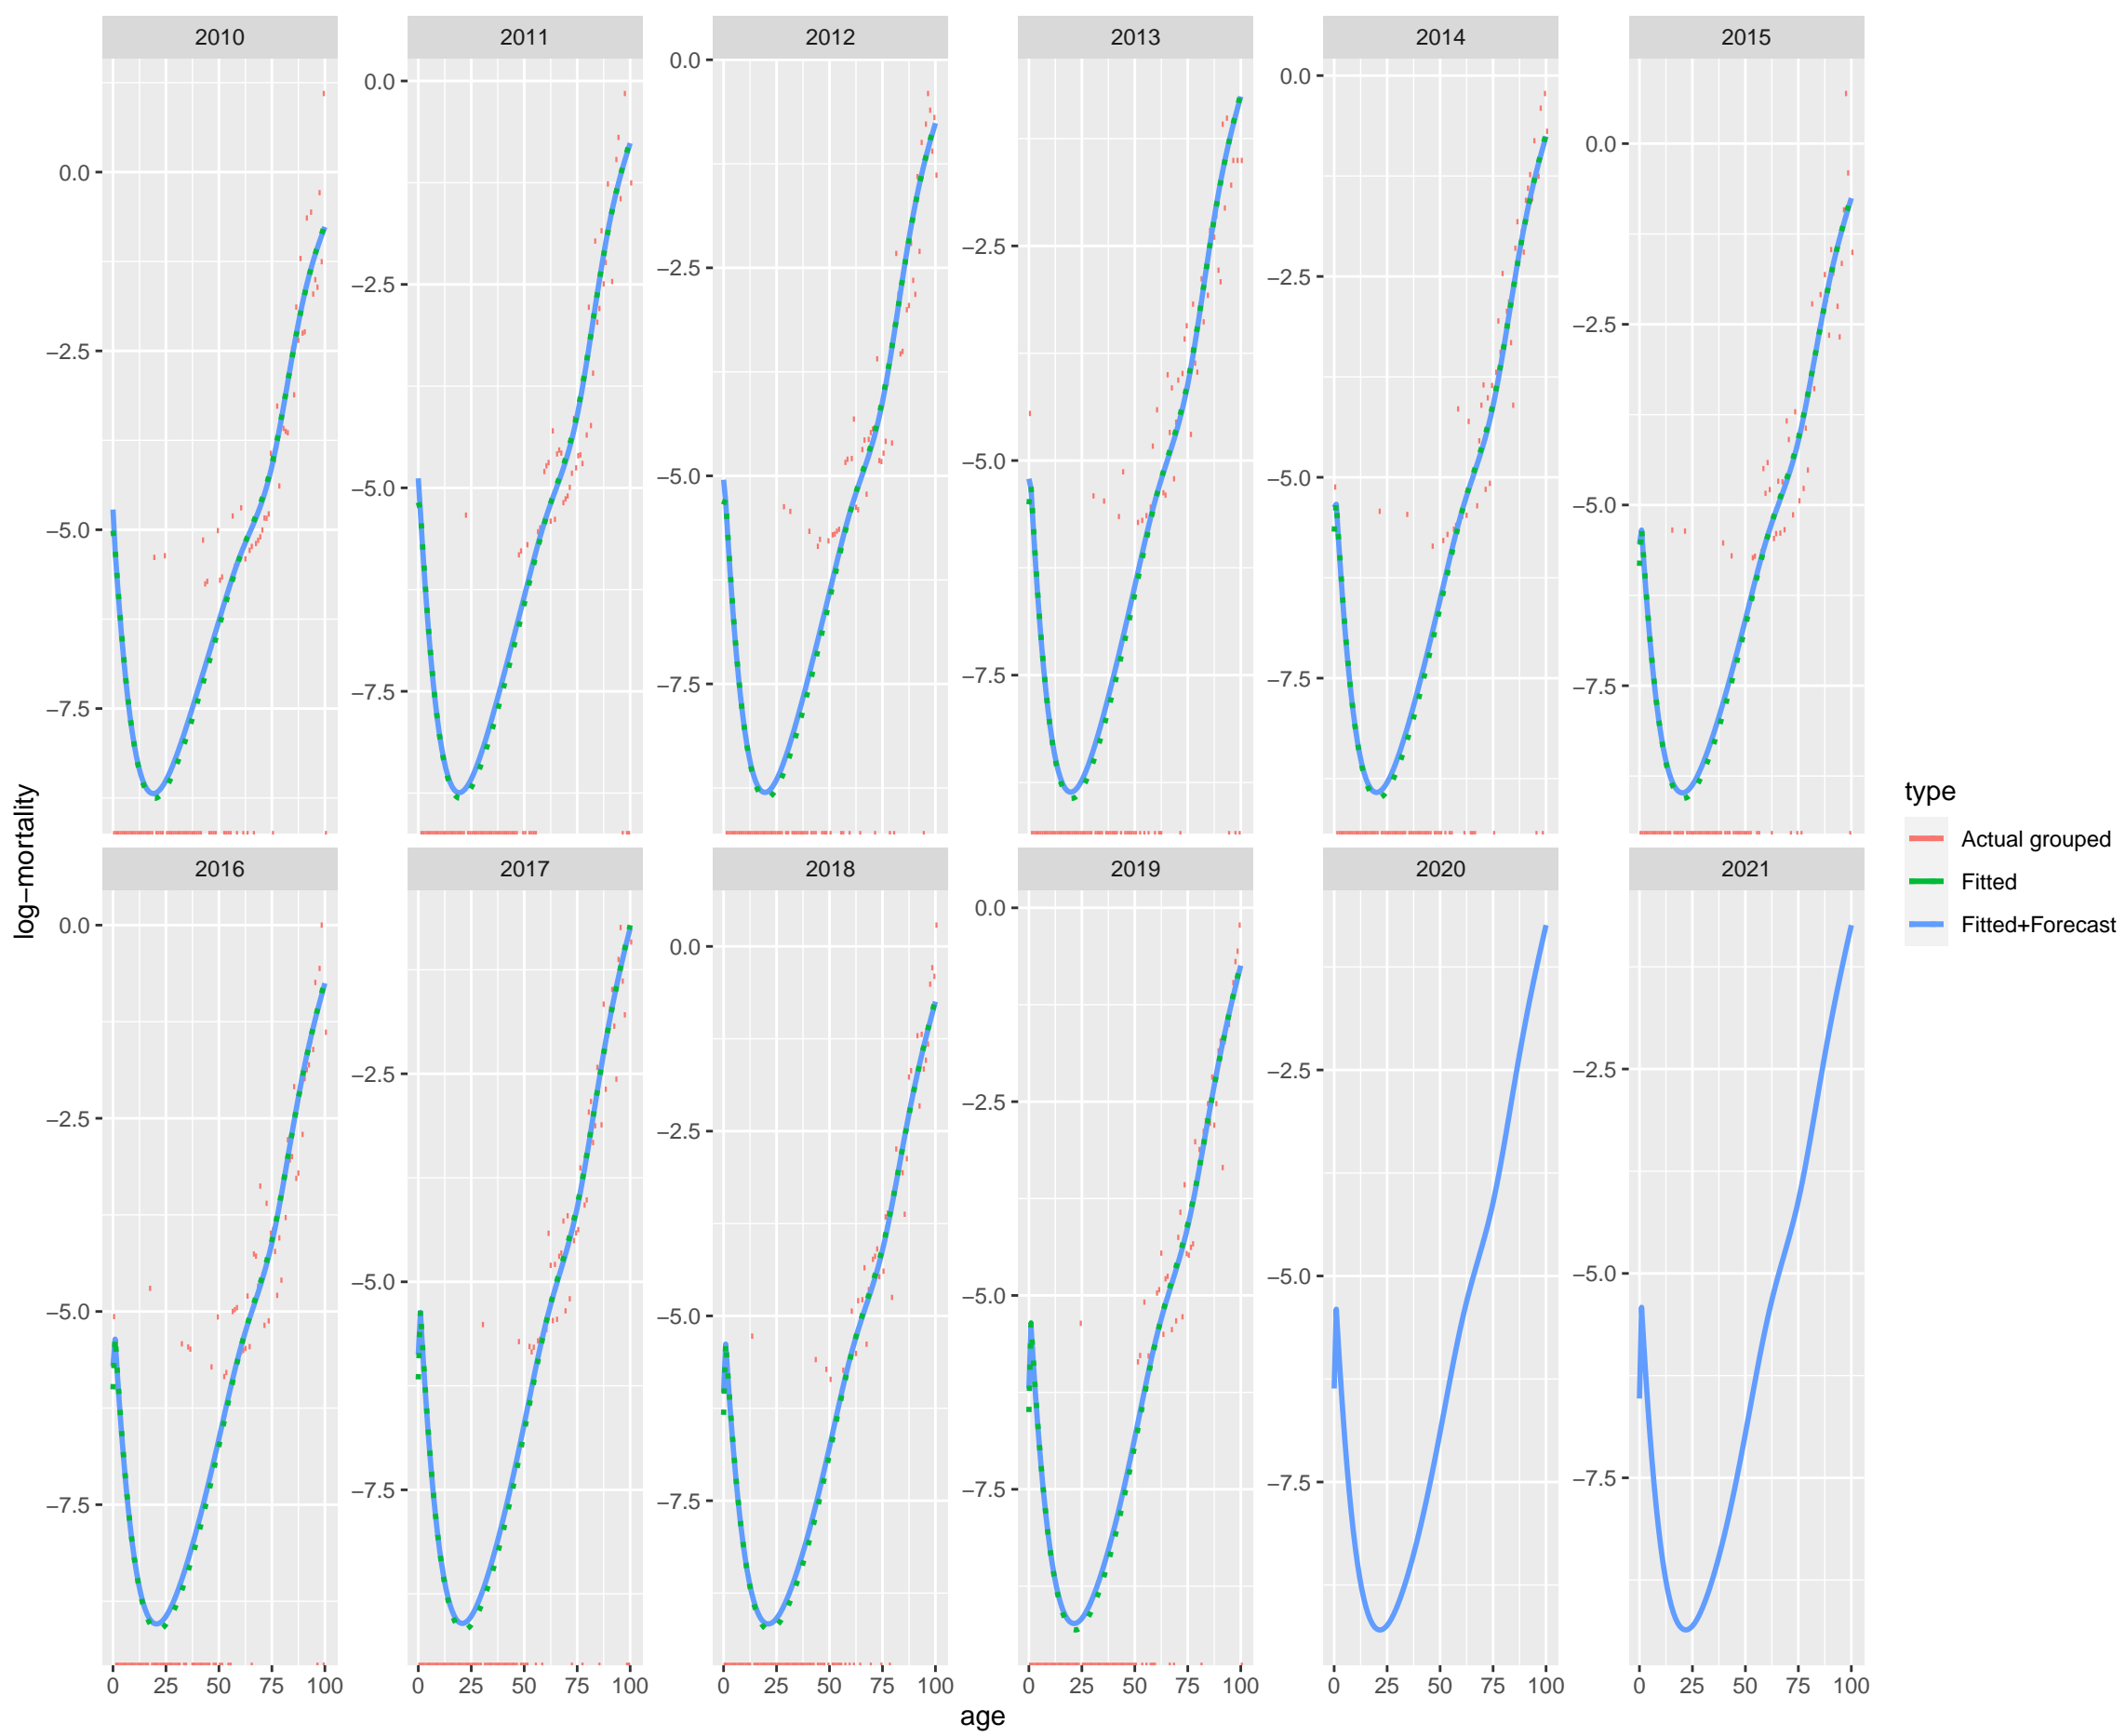 2010 2011 2012 2013 2014 2015
0.0 −2.5 −5.0 −7.5
0.0 −2.5 −5.0 −7.5
0.0 −2.5 −5.0 −7.5
−2.5 −5.0 −7.5
0.0 −2.5 −5.0 −7.5
0.0 −2.5 −5.0 −7.5
log−mortality
2016 2017 2018 2019 2020 2021
0.0 −2.5 −5.0 −7.5
−2.5 −5.0 −7.5
0.0 −2.5 −5.0 −7.5
0.0 −2.5 −5.0 −7.5
−2.5 −5.0 −7.5
−2.5 −5.0 −7.5
0 25 50 75 100 0 25 50 75 100 0 25 50 75 100 0 25 50 75 100 0 25 50 75 100 0 25 50 75 100
age
type
Actual grouped
Fitted
Fitted+Forecast